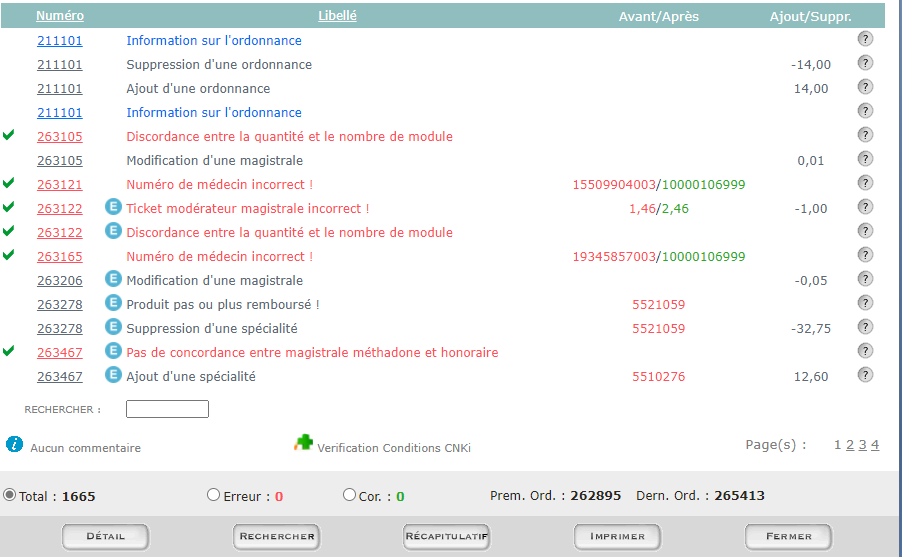 Numéro Libellé Avant/Après Ajout/Suppr.
211101 Information sur l'ordonnance ?
211101 Suppression d'une ordonnance -14,00 ?
211101 Ajout d'une ordonnance 14,00 ?
211101 Information sur l'ordonnance ?
263105 Discordance entre la quantité et le nombre de module ?
263105 Modification d'une magistrale 0,01 ?
263121 Numéro de médecin incorrect ! 15509904003/10000106999 ?
263122 E Ticket modérateur magistrale incorrect ! 1,46/2,46 -1,00 ?
263122 E Discordance entre la quantité et le nombre de module ?
263165 Numéro de médecin incorrect ! 19345857003/10000106999 ?
263206 E Modification d'une magistrale -0,05 ?
263278 E Produit pas ou plus remboursé ! 5521059 ?
263278 E Suppression d'une spécialité 5521059 -32,75 ?
263467 E Pas de concordance entre magistrale méthadone et honoraire ?
263467 E Ajout d'une spécialité 5510276 12,60 ?
RECHERCHER :
i Aucun commentaire Verification Conditions CNKi Page(s) : 1 2 3 4
Total : 1665 Erreur : 0 Cor. : 0 Prem. Ord. : 262895 Dern. Ord. : 265413
DÉTAIL RECHERCHER RÉCAPITULATIF IMPRIMER FERMER